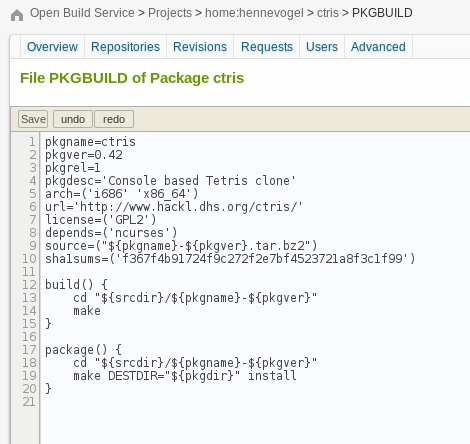 Open Build Service > Projects > home:hennevogel > ctris > PKGBUILD
Overview Repositories Revisions Requests Users Advanced
File PKGBUILD of Package ctris
Save undo redo
1 pkgname=ctris
2 pkgver=0.42
3 pkgrel=1
4 pkgdesc='Console based Tetris clone'
5 arch=('i686' 'x86_64')
6 url='http://www.hackl.dhs.org/ctris/'
7 license=('GPL2')
8 depends=('ncurses')
9 source=("${pkgname}-${pkgver}.tar.bz2")
10 sha1sums=('f367f4b91724f9c272f2e7bf4523721a8f3c1f99')
11
12 build() {
13     cd "${srcdir}/${pkgname}-${pkgver}"
14     make
15 }
16
17 package() {
18     cd "${srcdir}/${pkgname}-${pkgver}"
19     make DESTDIR="${pkgdir}" install
20 }
21